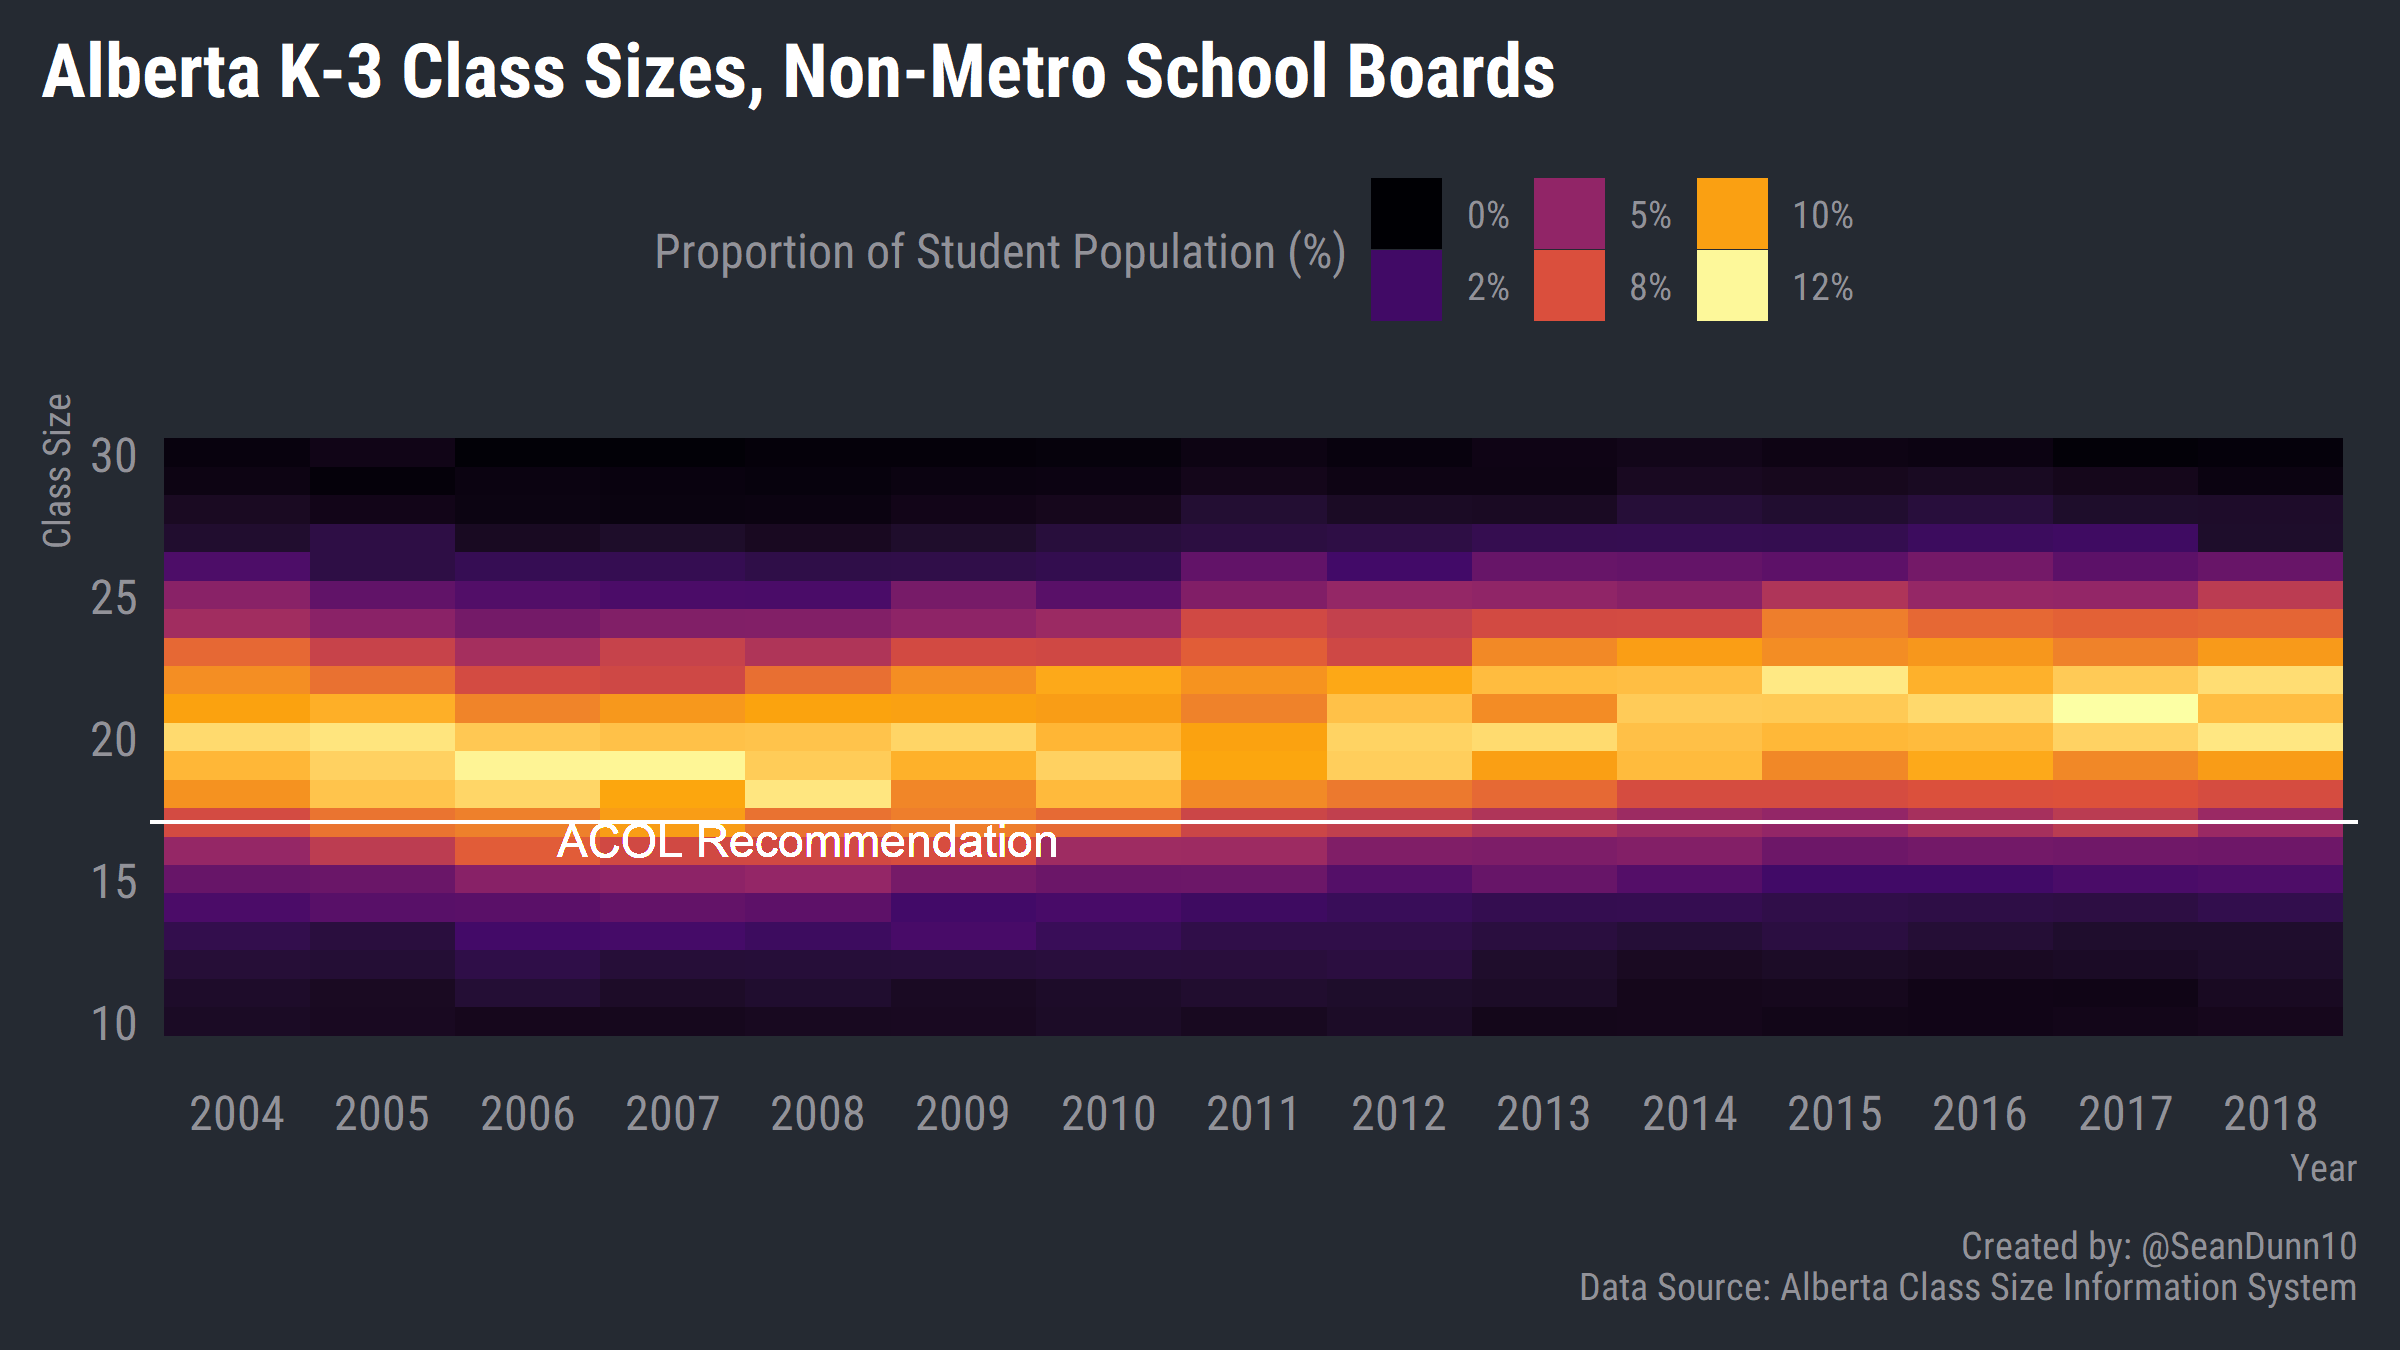 Alberta K-3 Class Sizes, Non-Metro School Boards
Proportion of Student Population (%)
0%
2%
5%
8%
10%
12%
Class Size
30
25
20
15
10
ACOL Recommendation
2004 2005 2006 2007 2008 2009 2010 2011 2012 2013 2014 2015 2016 2017 2018
Year
Created by: @SeanDunn10
Data Source: Alberta Class Size Information System